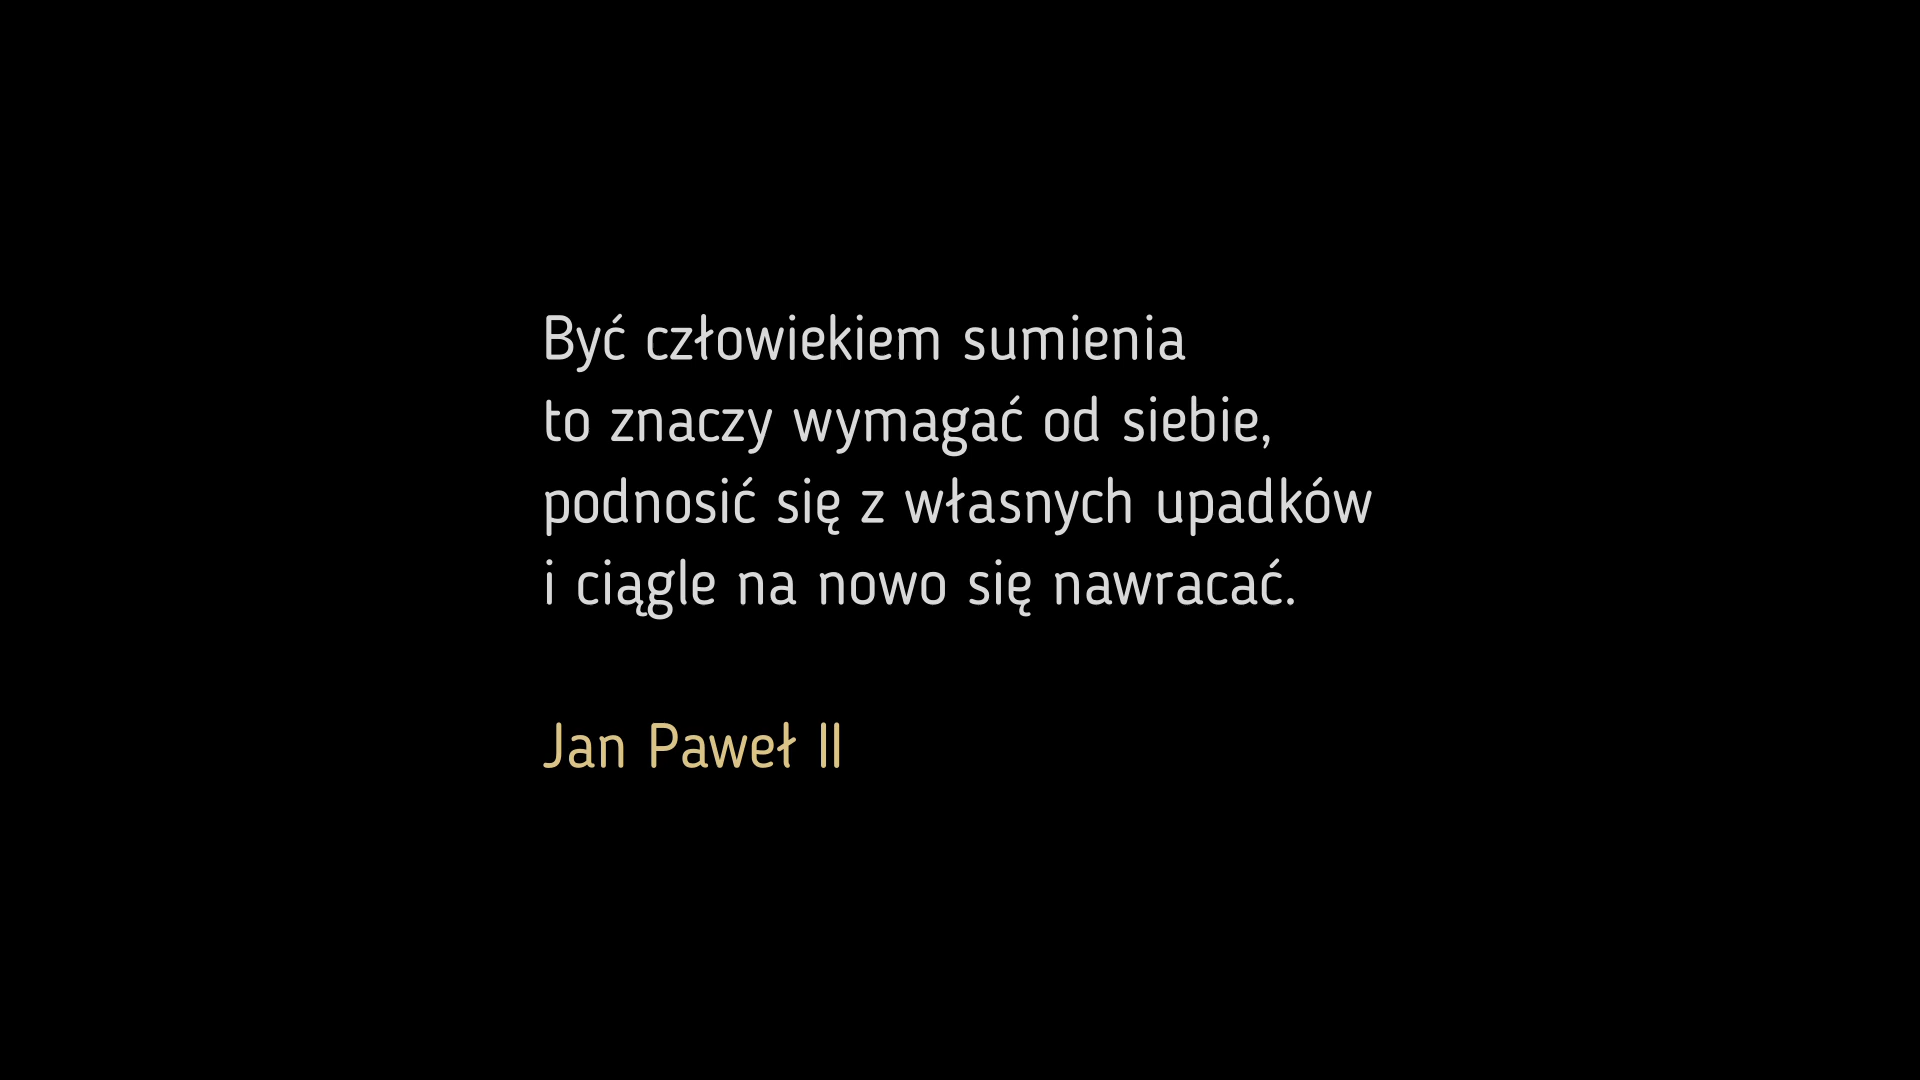 Być człowiekiem sumienia
to znaczy wymagać od siebie,
podnosić się z własnych upadków
i ciągle na nowo się nawracać.
Jan Paweł II